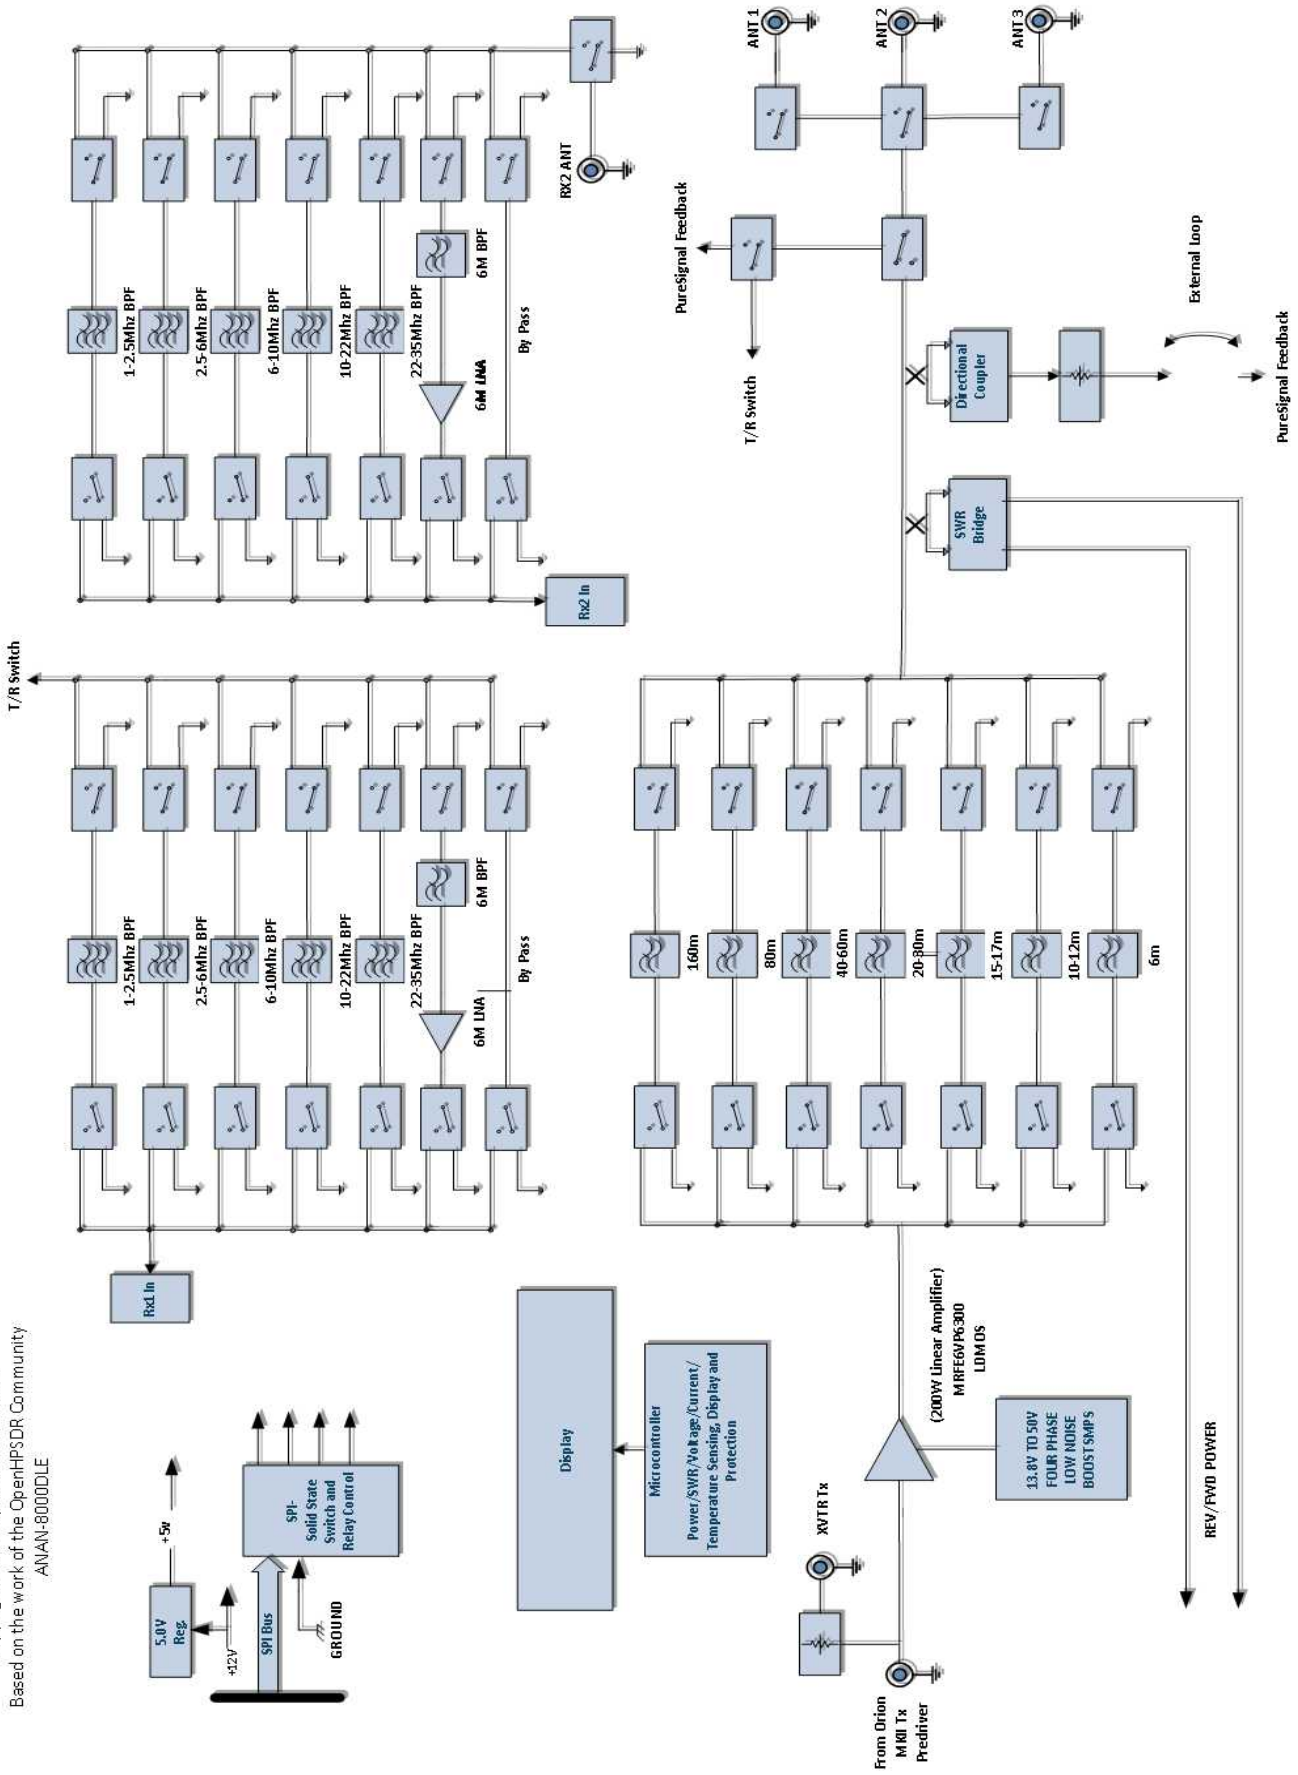 Based on the work of the OpenHPSDR Community
ANAN-8000DLE
+5v
5.0V
Reg.
+12V
SPI Bus
GROUND
SPI-
Solid State
Switch and
Relay Control
Rx1 In
T/R Switch
1-2.5Mhz BPF
2.5-6Mhz BPF
6-10Mhz BPF
10-22Mhz BPF
22-35Mhz BPF
6M BPF
6M LNA
By Pass
Rx2 In
1-2.5Mhz BPF
2.5-6Mhz BPF
6-10Mhz BPF
10-22Mhz BPF
22-35Mhz BPF
6M BPF
6M LNA
By Pass
RX2 ANT
Display
Microcontroller
Power/SWR/Voltage/Current/
Temperature Sensing, Display and
Protection
XVTR Tx
From Orion
MKII Tx
Predriver
(200W Linear Amplifier)
MRFE6VP6300
LDMOS
13.8V TO 50V
FOUR PHASE
LOW NOISE
BOOST SMPS
160m
80m
40-60m
20-30m
15-17m
10-12m
6m
REV/FWD POWER
SWR
Bridge
Directional
Coupler
T/R Switch
PureSignal Feedback
External Loop
PureSignal Feedback
ANT 1
ANT 2
ANT 3